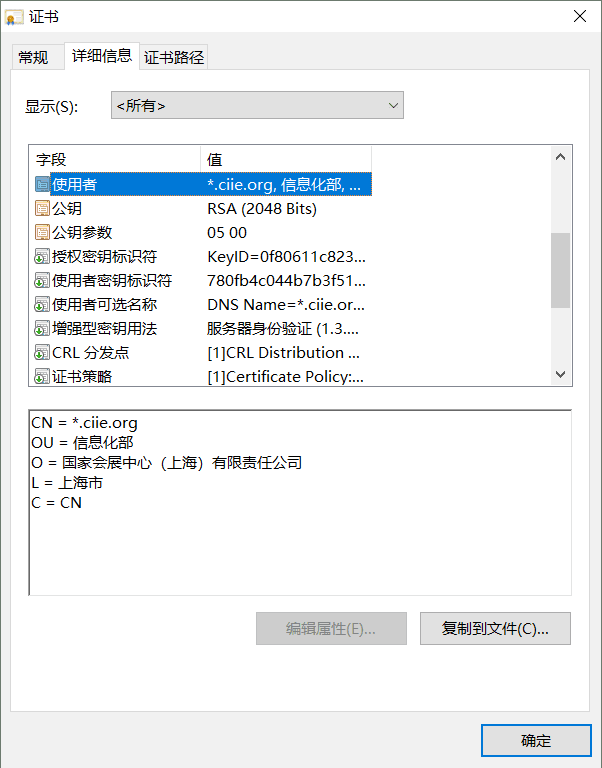 证书
常规 详细信息 证书路径
显示(S): <所有>
字段 值
使用者 *.ciie.org, 信息化部, ...
公钥 RSA (2048 Bits)
公钥参数 05 00
授权密钥标识符 KeyID=0f80611c823...
使用者密钥标识符 780fb4c044b7b3f51...
使用者可选名称 DNS Name=*.ciie.or...
增强型密钥用法 服务器身份验证 (1.3....
CRL 分发点 [1]CRL Distribution ...
证书策略 [1]Certificate Policy:...
CN = *.ciie.org
OU = 信息化部
O = 国家会展中心（上海）有限责任公司
L = 上海市
C = CN
编辑属性(E)... 复制到文件(C)...
确定